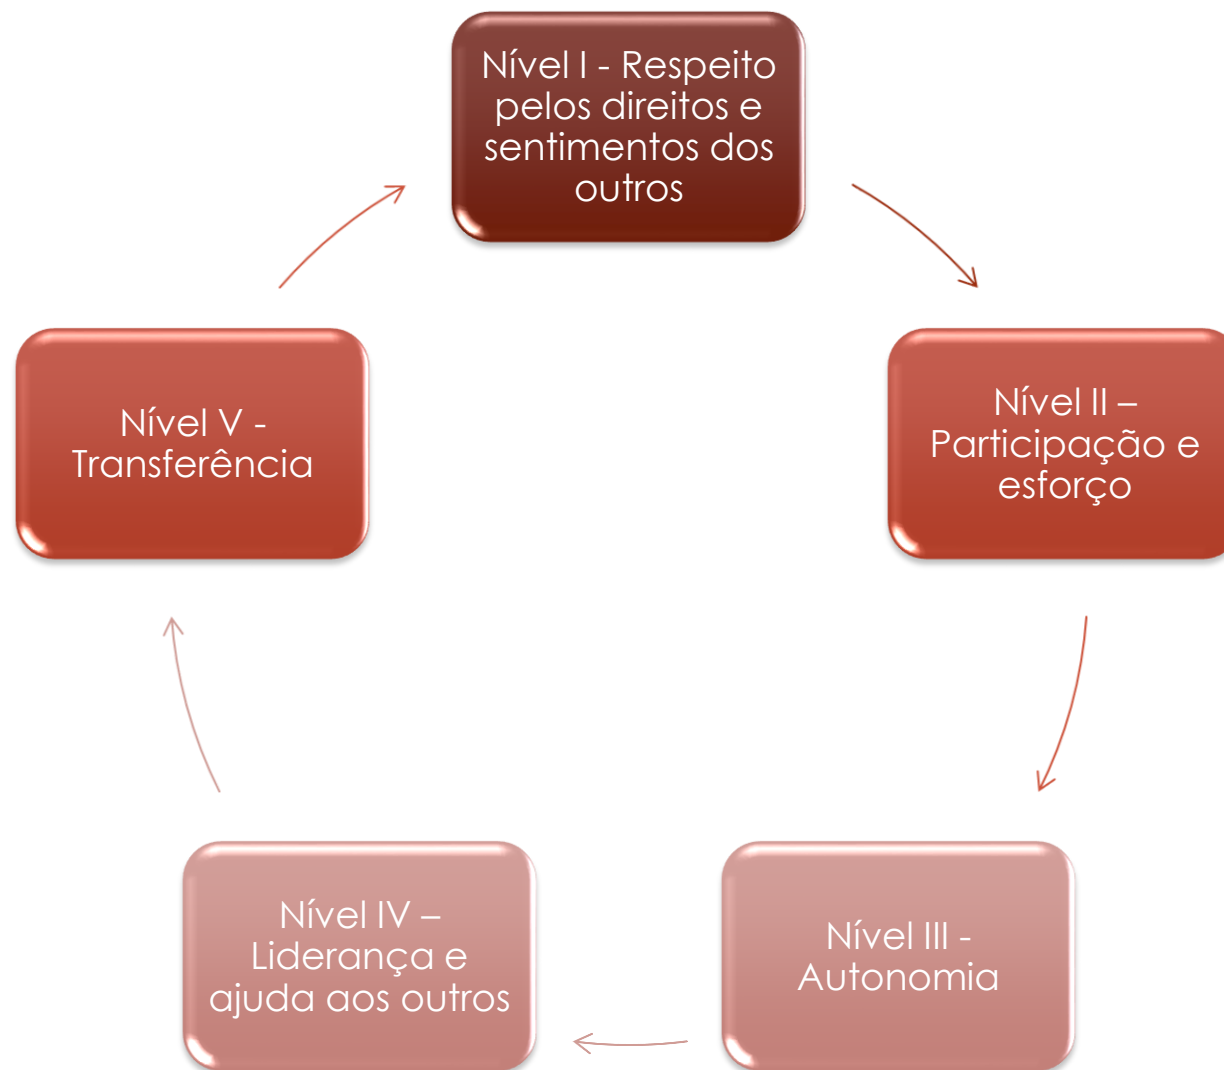 Nível I - Respeito
pelos direitos e
sentimentos dos
outros
Nível II –
Participação e
esforço
Nível III -
Autonomia
Nível IV –
Liderança e
ajuda aos outros
Nível V -
Transferência